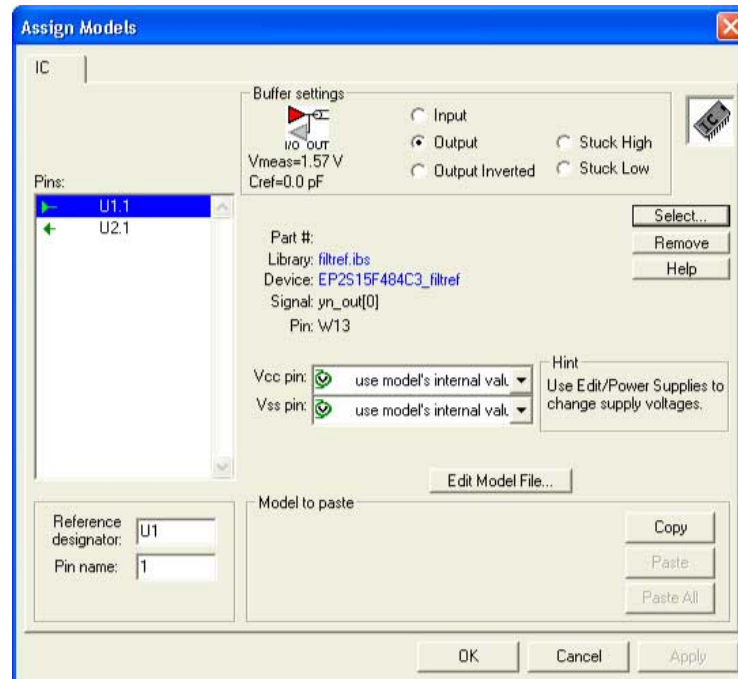 Assign Models
IC
Buffer settings
I/O OUT
Vmeas=1.57 V
Cref=0.0 pF
Input
Output
Output Inverted
Stuck High
Stuck Low
IC
Pins:
U1.1
U2.1
Part #:
Library: filtref.ibs
Device: EP2S15F484C3_filtref
Signal: yn_out[0]
Pin: W13
Select...
Remove
Help
Vcc pin: use model's internal valu
Vss pin: use model's internal valu
Hint
Use Edit/Power Supplies to
change supply voltages.
Edit Model File...
Reference
designator: U1
Pin name: 1
Model to paste
Copy
Paste
Paste All
OK
Cancel
Apply